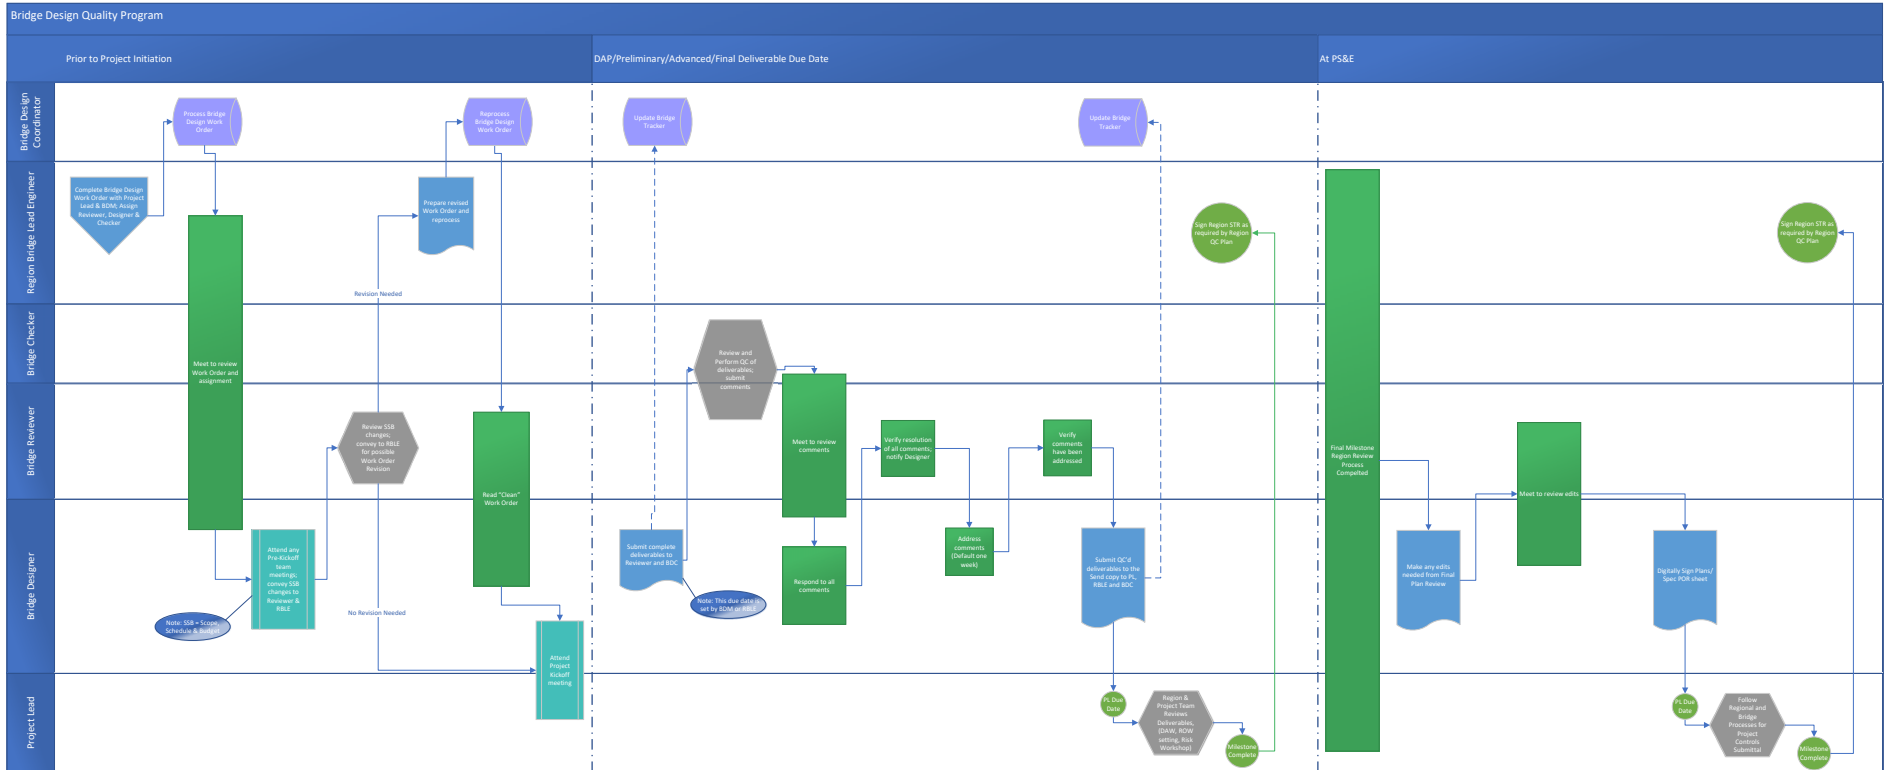 Bridge Design Quality Program
Prior to Project Initiation
DAP/Preliminary/Advanced/Final Deliverable Due Date
At PS&E
Bridge Design
Coordinator
Process Bridge
Design Work
Order
Reprocess
Bridge Design
Work Order
Update Bridge
Tracker
Update Bridge
Tracker
Region Bridge Lead Engineer
Complete Bridge Design
Work Order with Project
Lead & BDM; Assign
Reviewer, Designer &
Checker
Prepare revised
Work Order and
reprocess
Sign Region STR as
required by Region
QC Plan
Sign Region STR as
required by Region
QC Plan
Revision Needed
Bridge Checker
Meet to review
Work Order and
assignment
Review and
Perform QC of
deliverables;
submit
comments
Bridge Reviewer
Review SSB
changes;
convey to RBLE
for possible
Work Order
Revision
Read "Clean"
Work Order
Meet to review
comments
Verify resolution
of all comments;
notify Designer
Verify
comments
have been
addressed
Final Milestone
Region Review
Process
Compelted
Meet to review edits
Bridge Designer
Attend any
Pre-Kickoff
team
meetings;
convey SSB
changes to
Reviewer &
RBLE
Note: SSB = Scope,
Schedule & Budget
No Revision Needed
Attend
Project
Kickoff
meeting
Submit complete
deliverables to
Reviewer and BDC
Note: This due date is
set by BDM or RBLE
Respond to all
comments
Address
comments
(Default one
week)
Submit QC'd
deliverables to the
Send copy to PL,
RBLE and BDC
Make any edits
needed from Final
Plan Review
Digitally Sign Plans/
Spec POR sheet
Project Lead
PL Due
Date
Region &
Project Team
Reviews
Deliverables,
(DAW, ROW
setting, Risk
Workshop)
Milestone
Complete
PL Due
Date
Follow
Regional and
Bridge
Processes for
Project
Controls
Submittal
Milestone
Complete